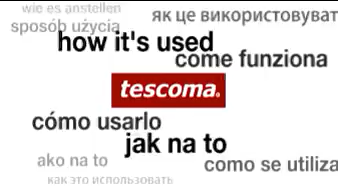 wie es anstellen
як це використовуват
sposób użycia
how it's used
come funziona
tescoma.
cómo usarlo
jak na to
ako na to
como se utiliza
как это использовать